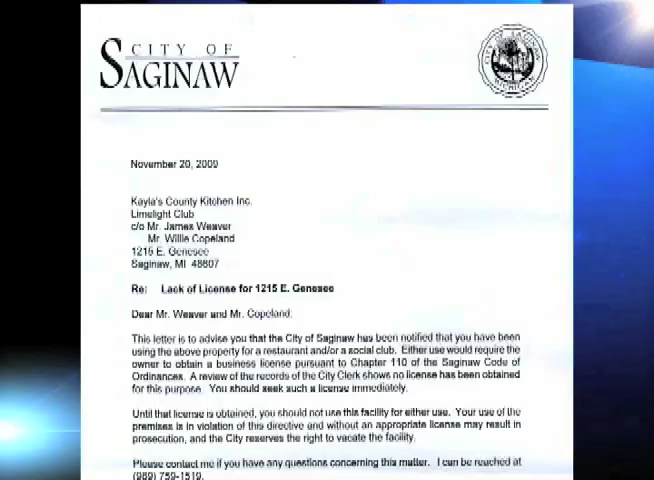 CITY OF
SAGINAW
CITY OF SAGINAW
MICHIGAN
November 20, 2009
Kayla's County Kitchen Inc.
Limelight Club
c/o Mr. James Weaver
Mr. Willie Copeland
1215 E. Genesee
Saginaw, MI 48607
Re: Lack of License for 1215 E. Genesee
Dear Mr. Weaver and Mr. Copeland:
This letter is to advise you that the City of Saginaw has been notified that you have been
using the above property for a restaurant and/or a social club. Either use would require the
owner to obtain a business license pursuant to Chapter 110 of the Saginaw Code of
Ordinances. A review of the records of the City Clerk shows no license has been obtained
for this purpose. You should seek such a license immediately.
Until that license is obtained, you should not use this facility for either use. Your use of the
premises is in violation of this directive and without an appropriate license may result in
prosecution, and the City reserves the right to vacate the facility.
Please contact me if you have any questions concerning this matter. I can be reached at
(989) 759-1519.